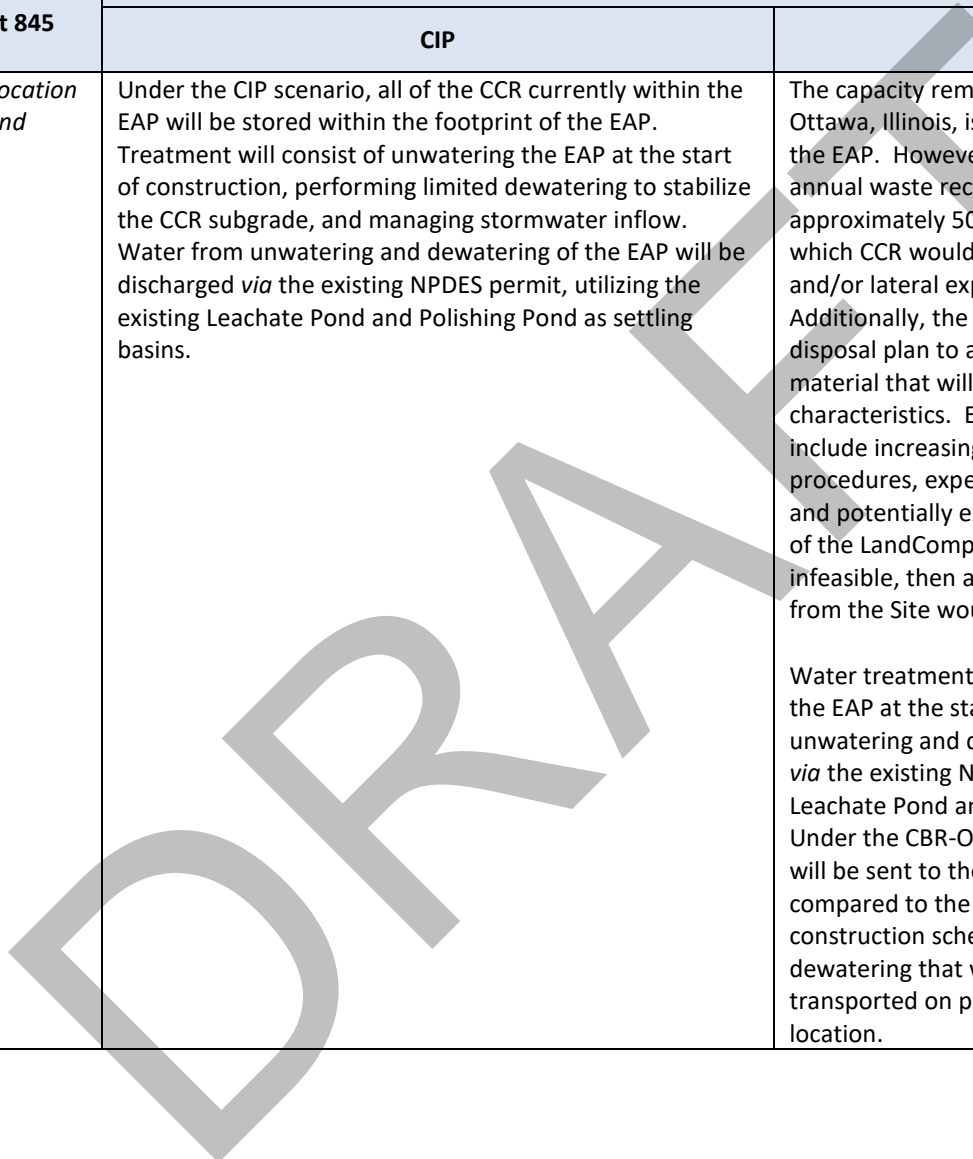 t 845
CIP
ocation
nd
Under the CIP scenario, all of the CCR currently within the
EAP will be stored within the footprint of the EAP.
Treatment will consist of unwatering the EAP at the start
of construction, performing limited dewatering to stabilize
the CCR subgrade, and managing stormwater inflow.
Water from unwatering and dewatering of the EAP will be
discharged via the existing NPDES permit, utilizing the
existing Leachate Pond and Polishing Pond as settling
basins.
The capacity rem
Ottawa, Illinois, is
the EAP.  Howeve
annual waste rec
approximately 50
which CCR would
and/or lateral exp
Additionally, the
disposal plan to a
material that will
characteristics.  E
include increasing
procedures, expe
and potentially e
of the LandComp
infeasible, then a
from the Site wou
Water treatment
the EAP at the sta
unwatering and d
via the existing N
Leachate Pond an
Under the CBR-O
will be sent to the
compared to the
construction sche
dewatering that w
transported on p
location.
DRAFT